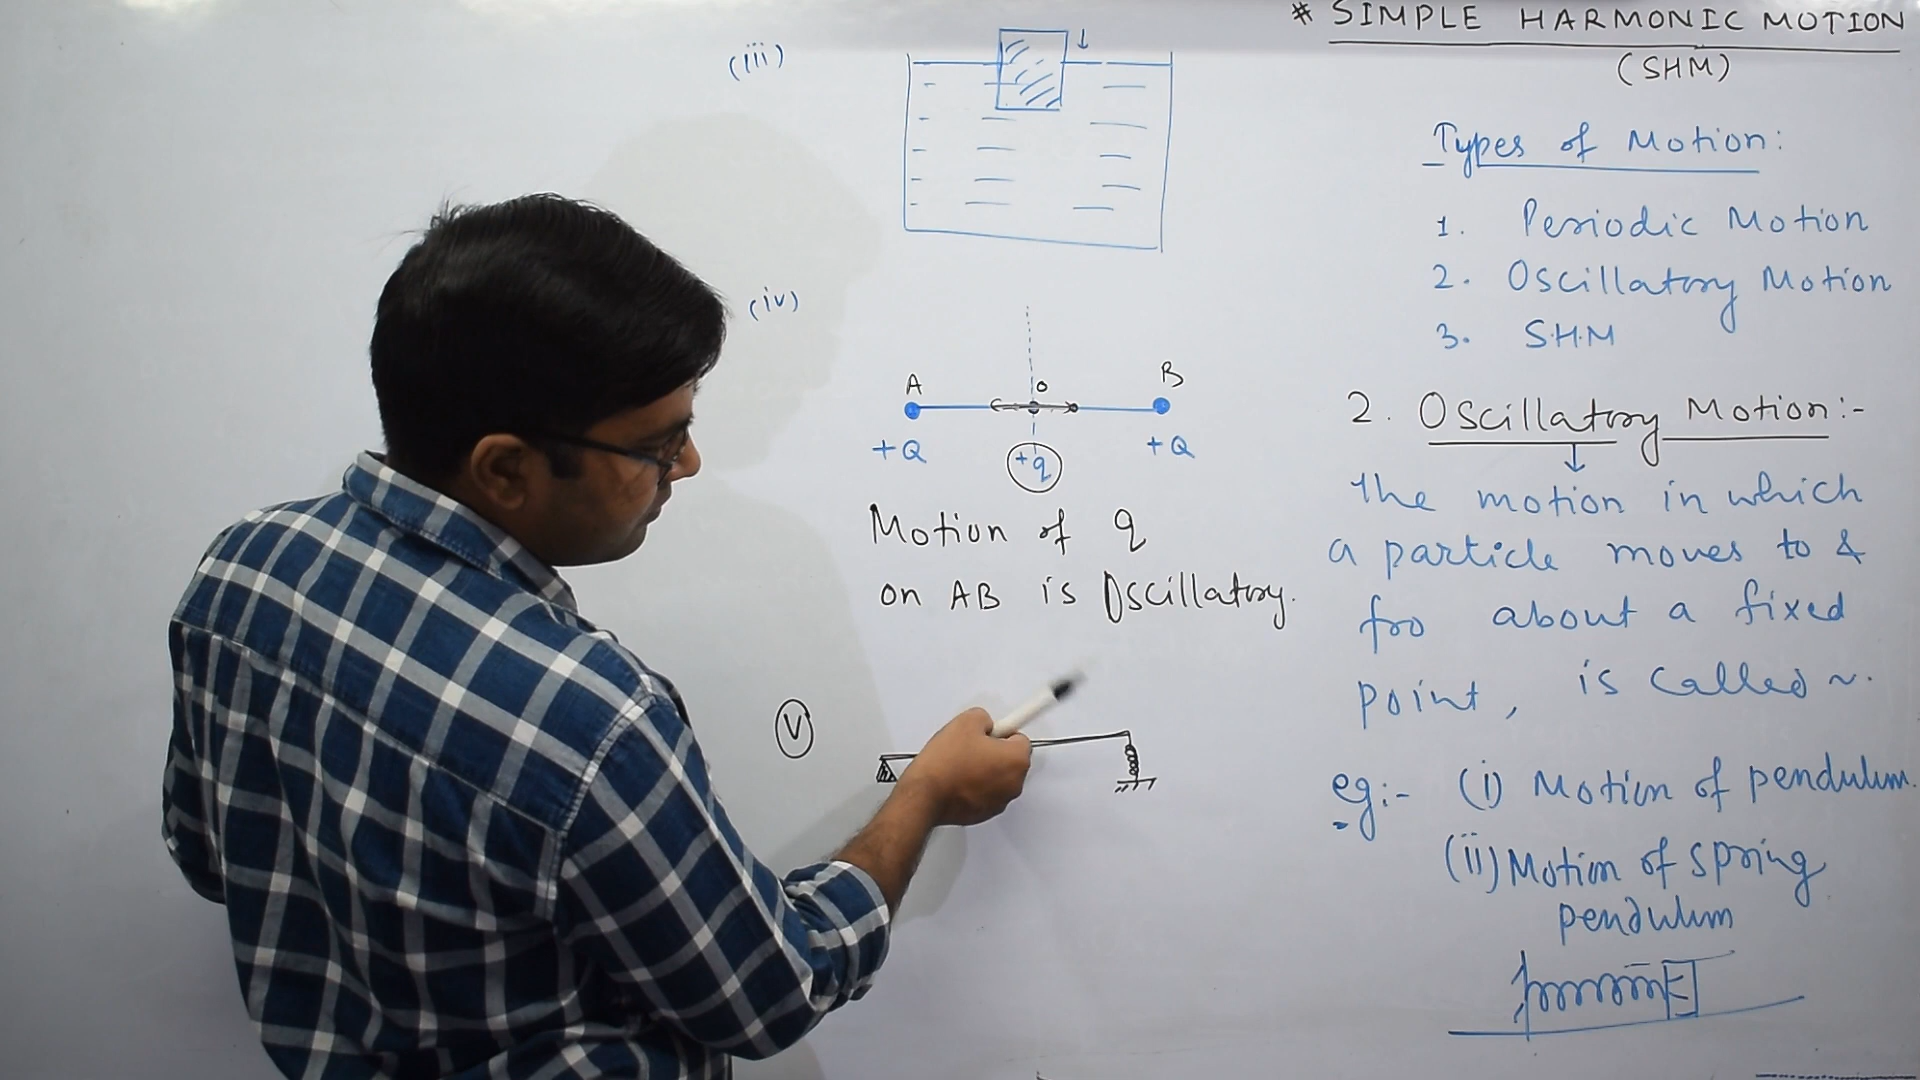 # SIMPLE HARMONIC MOTION
(SHM)
Types of Motion:
1. Periodic Motion
2. Oscillatory Motion
3. S.H.M
2. Oscillatory Motion:-
The motion in which
a particle moves to &
fro about a fixed
point, is called ~.
eg:- (i) Motion of pendulum.
(ii) Motion of spring
pendulum
(iii)
(iv)
A O B
+Q +q +Q
Motion of q
on AB is Oscillatory.
(V)